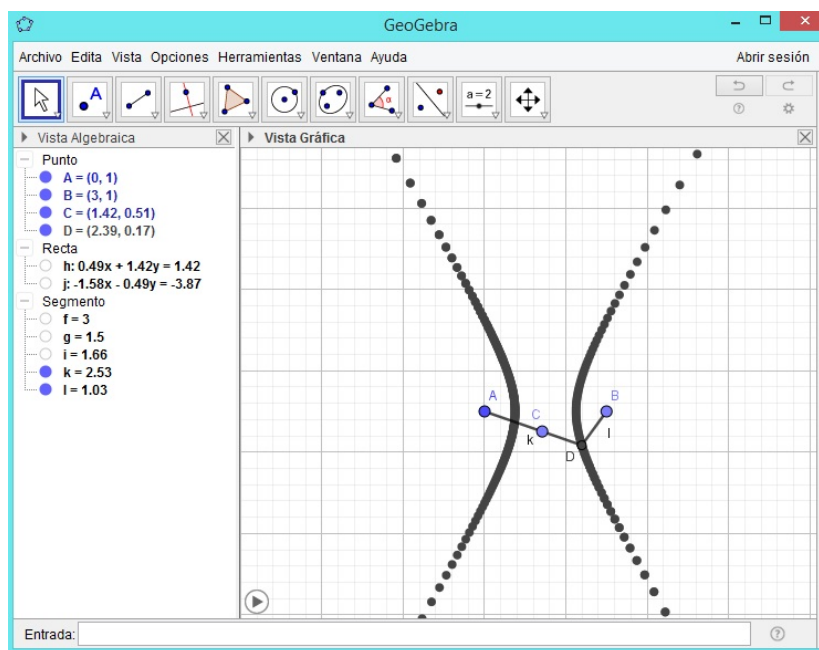 GeoGebra
Archivo Edita Vista Opciones Herramientas Ventana Ayuda
Abrir sesión
A
α
a = 2
Vista Algebraica
Punto
A = (0, 1)
B = (3, 1)
C = (1.42, 0.51)
D = (2.39, 0.17)
Recta
h: 0.49x + 1.42y = 1.42
j: -1.58x - 0.49y = -3.87
Segmento
f = 3
g = 1.5
i = 1.66
k = 2.53
l = 1.03
Vista Gráfica
A
B
C
k
l
D
Entrada: